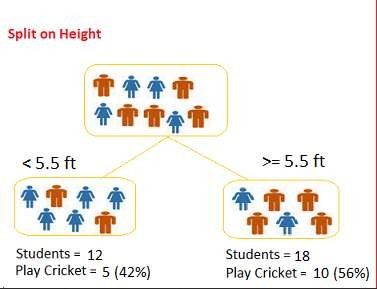 Split on Height
< 5.5 ft
>= 5.5 ft
Students = 12
Play Cricket = 5 (42%)
Students = 18
Play Cricket = 10 (56%)